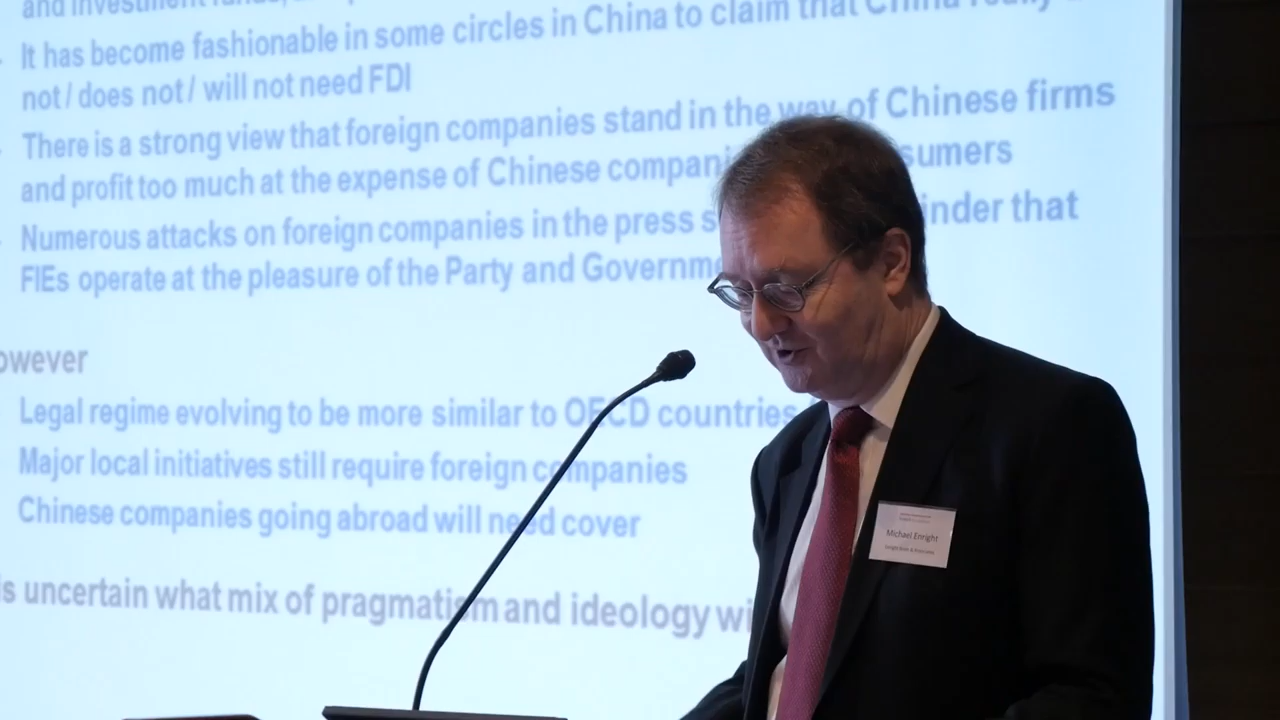 and investment funds,
It has become fashionable in some circles in China to claim that China really
not / does not / will not need FDI
There is a strong view that foreign companies stand in the way of Chinese firms
and profit too much at the expense of Chinese
Numerous attacks on foreign companies in the press
that
FIEs operate at the pleasure of the Party and
owever
Legal regime evolving to be more similar to OECD countries
Major local initiatives still require foreign companies
Chinese companies going abroad will need cover
is uncertain what mix of pragmatism and ideology
Michael Enright